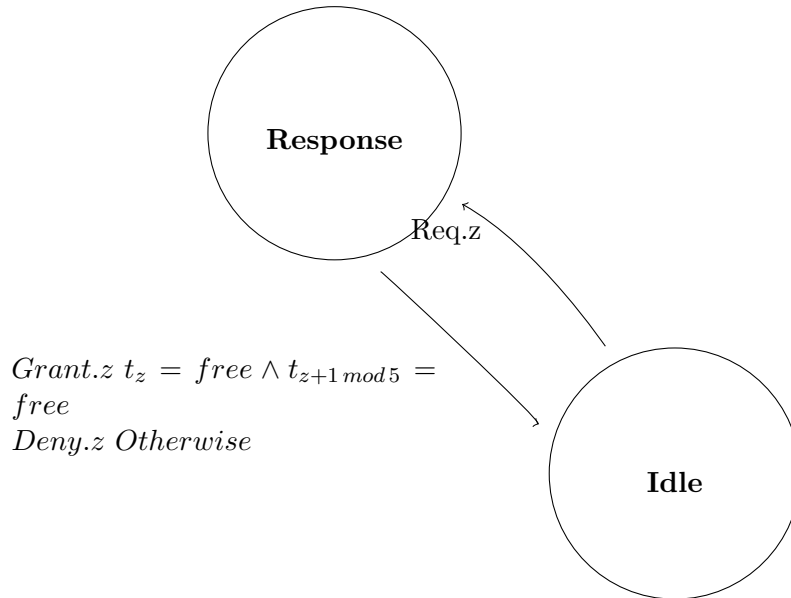 Response
Req.z
Grant.z t_z = free ∧ t_{z+1 mod 5} =
free
Deny.z Otherwise
Idle